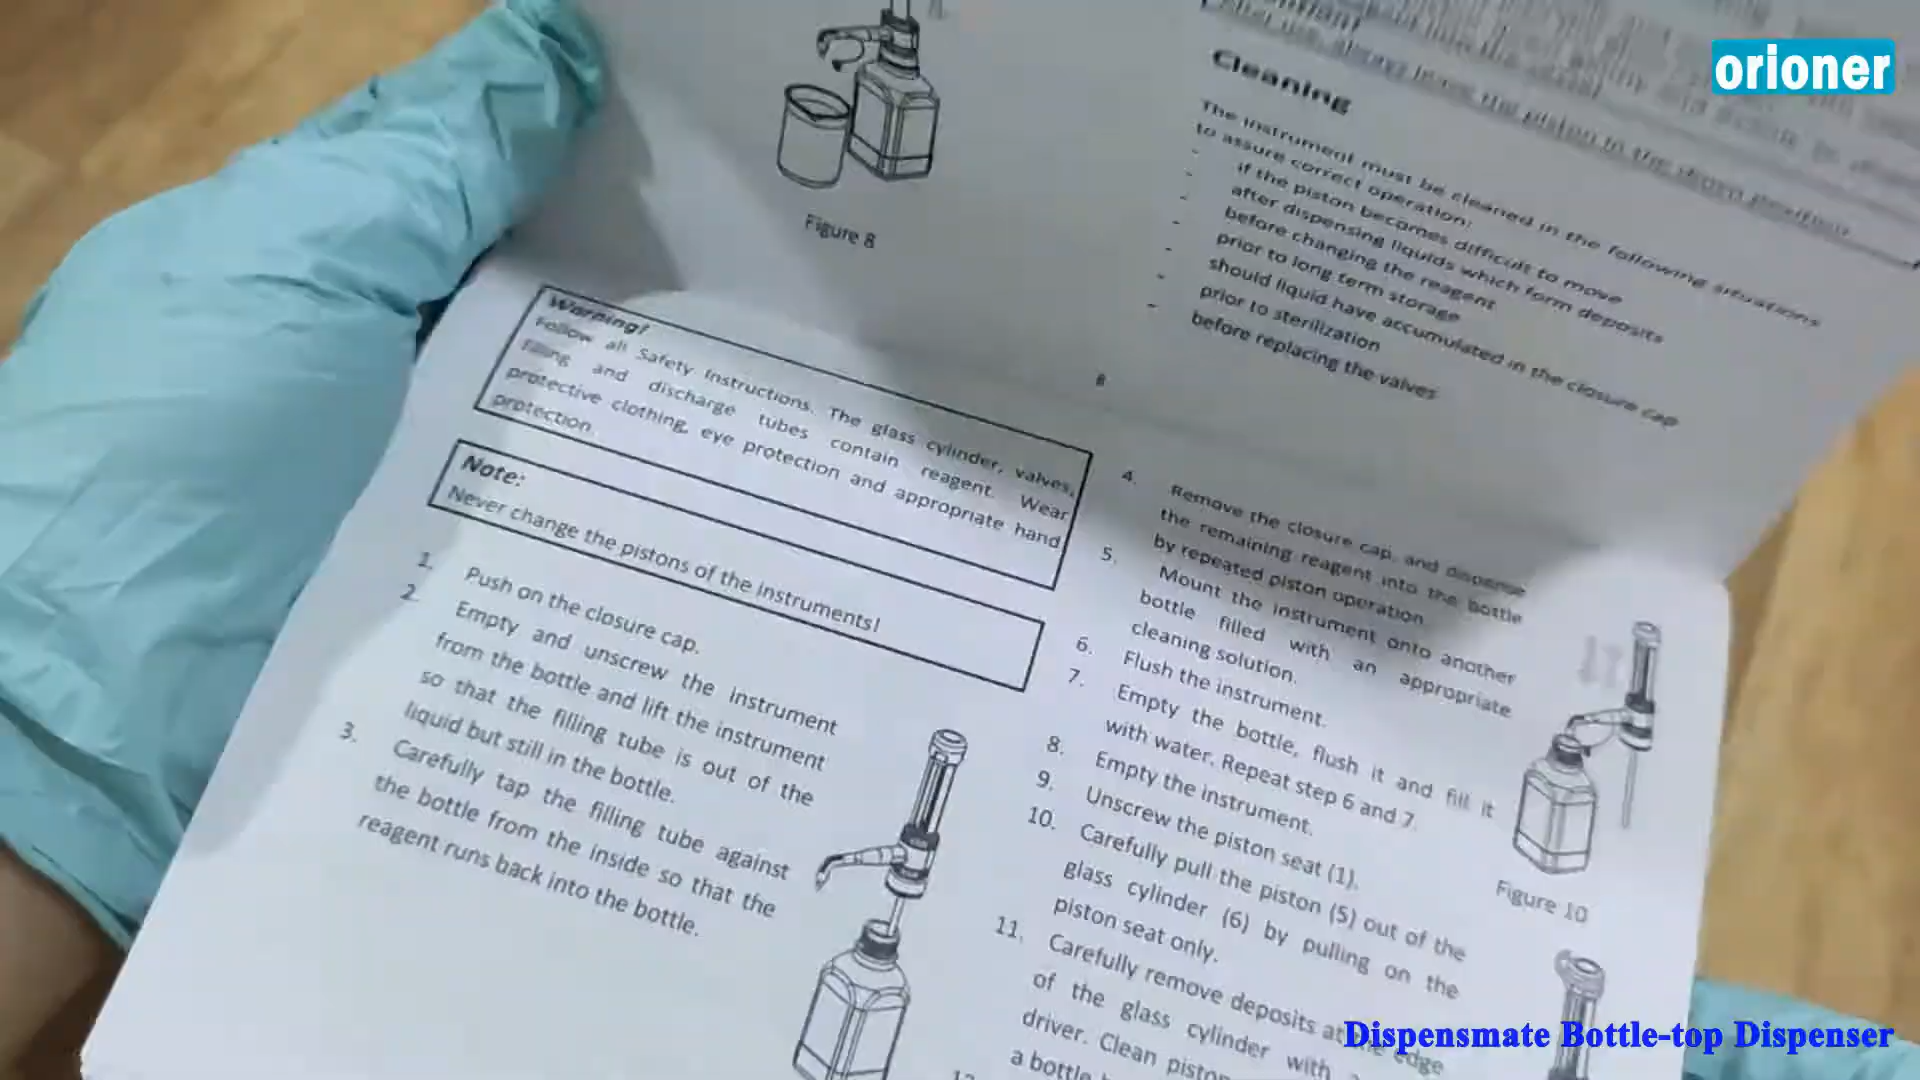 orioner
Figure 8
Cleaning
The instrument must be cleaned in the following situations
to assure correct operation:
- if the piston becomes difficult to move
- after dispensing liquids which form deposits
- before changing the reagent
- prior to long term storage
- should liquid have accumulated in the closure cap
- prior to sterilization
- before replacing the valves
8
Warning!
Follow all Safety Instructions. The glass cylinder, valves,
filling and discharge tubes contain reagent. Wear
protective clothing, eye protection and appropriate hand
protection.
Note:
Never change the pistons of the instruments!
1. Push on the closure cap.
2. Empty and unscrew the instrument
from the bottle and lift the instrument
so that the filling tube is out of the
liquid but still in the bottle.
3. Carefully tap the filling tube against
the bottle from the inside so that the
reagent runs back into the bottle.
4. Remove the closure cap, and dispense
the remaining reagent into the bottle
by repeated piston operation.
5. Mount the instrument onto another
bottle filled with an appropriate
cleaning solution.
6. Flush the instrument.
7. Empty the bottle, flush it and fill it
with water. Repeat step 6 and 7.
8. Empty the instrument.
9. Unscrew the piston seat (1).
10. Carefully pull the piston (5) out of the
glass cylinder (6) by pulling on the
piston seat only.
11. Carefully remove deposits at the edge
of the glass cylinder with
driver. Clean piston
a bottle
12
Figure 10
Dispensmate Bottle-top Dispenser